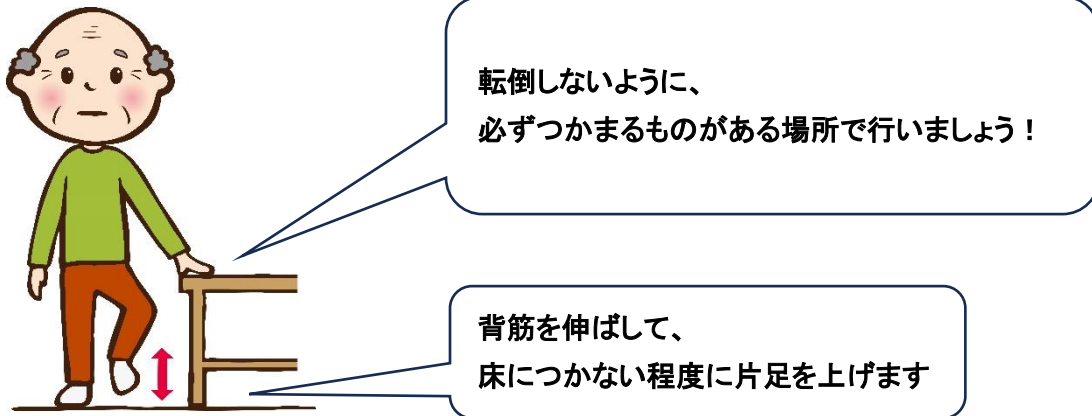 転倒しないように、
必ずつかまるものがある場所で行いましょう！
背筋を伸ばして、
床につかない程度に片足を上げます